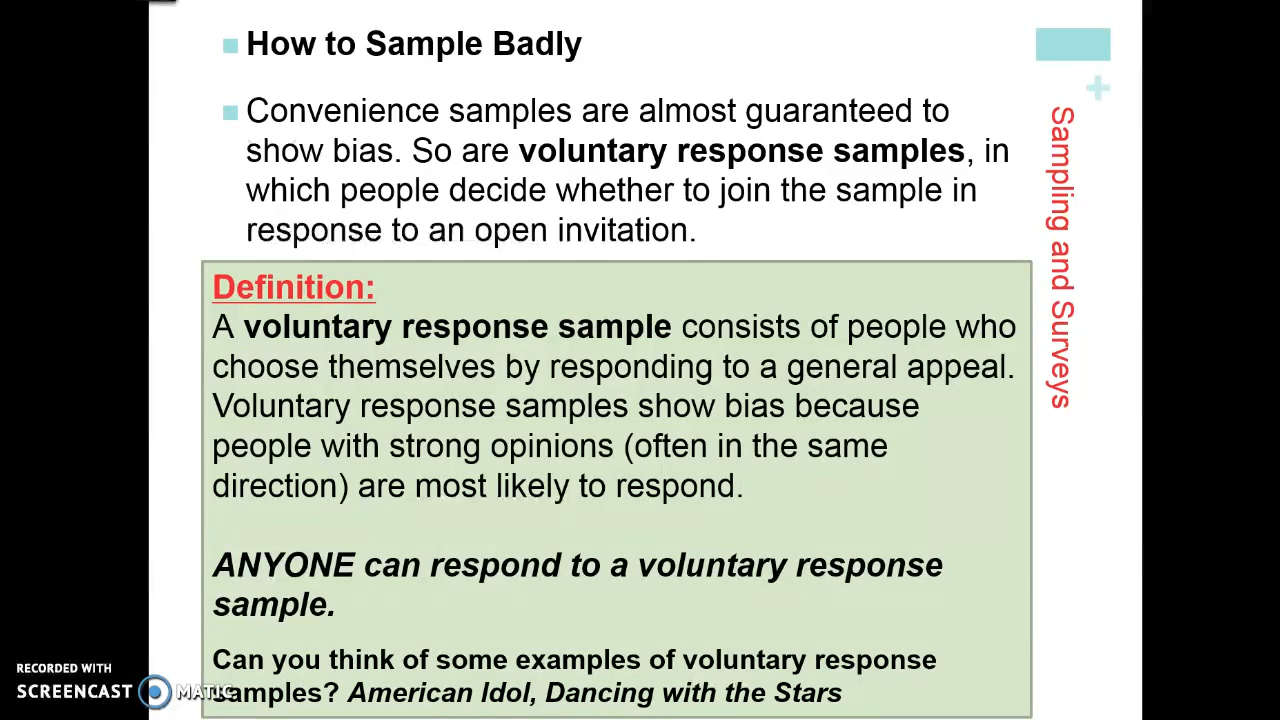 How to Sample Badly
Convenience samples are almost guaranteed to
show bias. So are voluntary response samples, in
which people decide whether to join the sample in
response to an open invitation.
Sampling and Surveys
Definition:
A voluntary response sample consists of people who
choose themselves by responding to a general appeal.
Voluntary response samples show bias because
people with strong opinions (often in the same
direction) are most likely to respond.
ANYONE can respond to a voluntary response
sample.
Can you think of some examples of voluntary response
samples? American Idol, Dancing with the Stars
RECORDED WITH
SCREENCAST MATIC